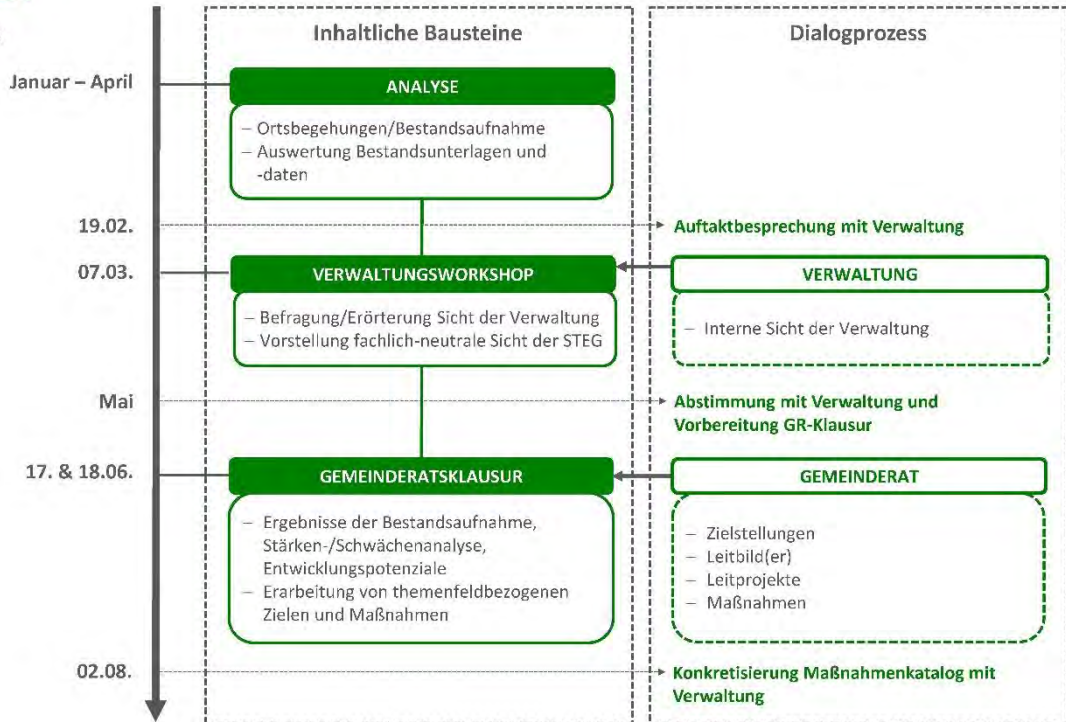 Inhaltliche Bausteine
Dialogprozess
Januar – April
ANALYSE
– Ortsbegehungen/Bestandsaufnahme
– Auswertung Bestandsunterlagen und
-daten
19.02.
Auftaktbesprechung mit Verwaltung
07.03.
VERWALTUNGSWORKSHOP
VERWALTUNG
– Befragung/Erörterung Sicht der Verwaltung
– Vorstellung fachlich-neutrale Sicht der STEG
– Interne Sicht der Verwaltung
Mai
Abstimmung mit Verwaltung und
Vorbereitung GR-Klausur
17. & 18.06.
GEMEINDERATSKLAUSUR
GEMEINDERAT
– Ergebnisse der Bestandsaufnahme,
Stärken-/Schwächenanalyse,
Entwicklungspotenziale
– Erarbeitung von themenfeldbezogenen
Zielen und Maßnahmen
– Zielstellungen
– Leitbild(er)
– Leitprojekte
– Maßnahmen
02.08.
Konkretisierung Maßnahmenkatalog mit
Verwaltung